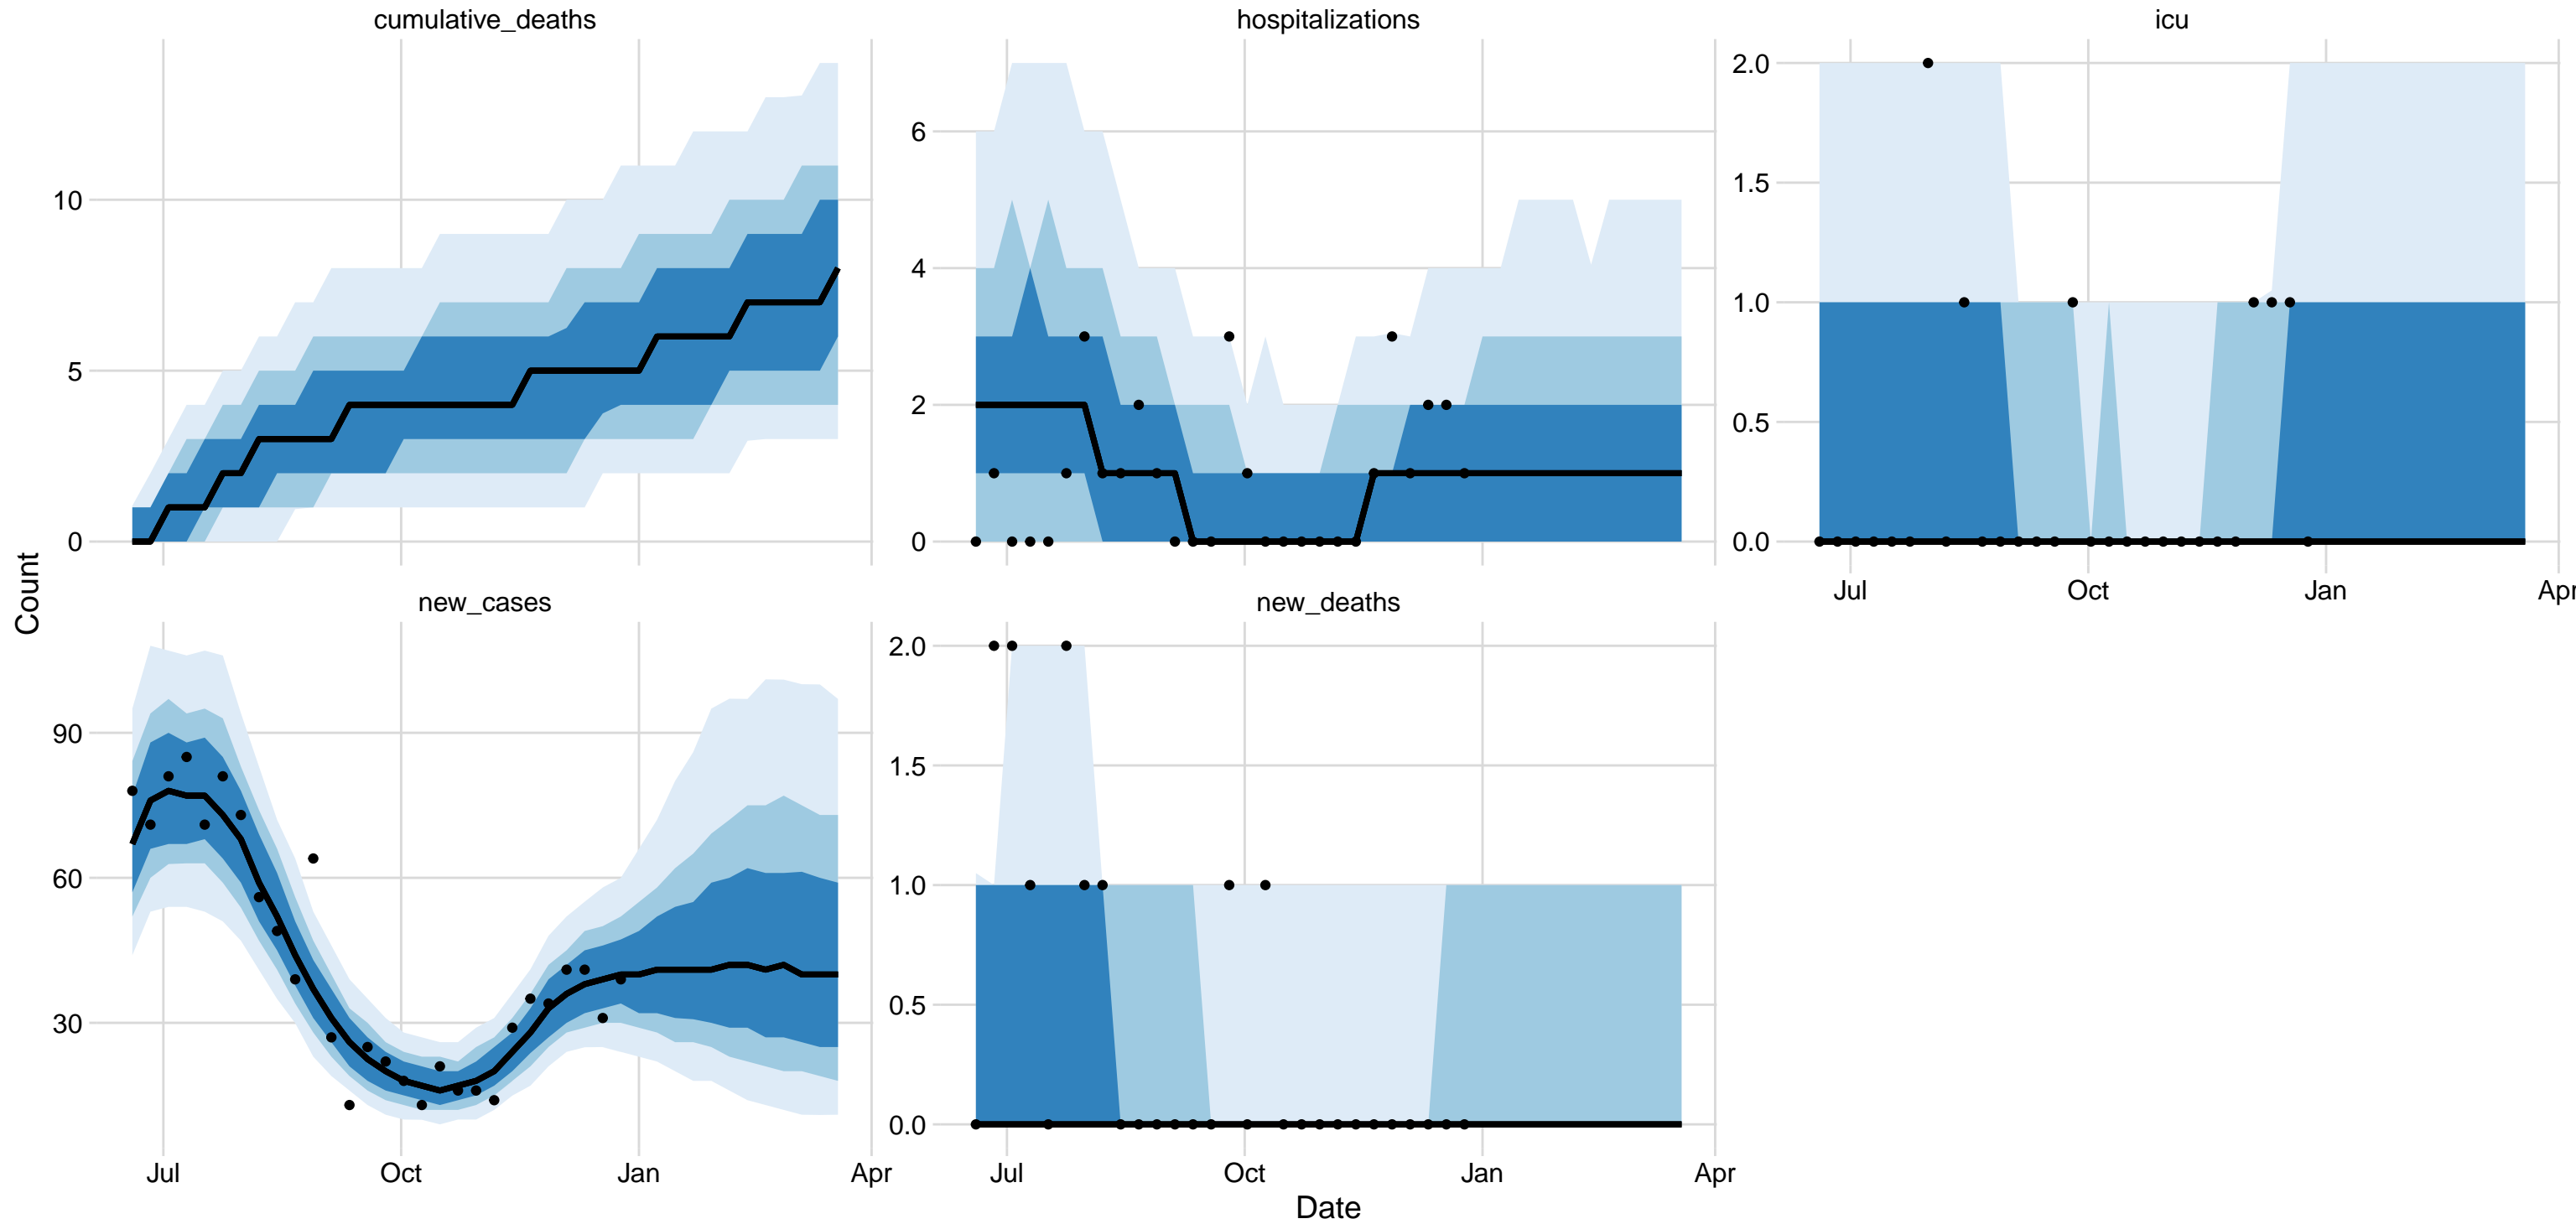 cumulative_deaths
hospitalizations
icu
10
5
0
6
4
2
0
2.0
1.5
1.0
0.5
0.0
Jul Oct Jan Apr
Count
new_cases
new_deaths
90
60
30
2.0
1.5
1.0
0.5
0.0
Jul Oct Jan Apr
Jul Oct Jan Apr
Date